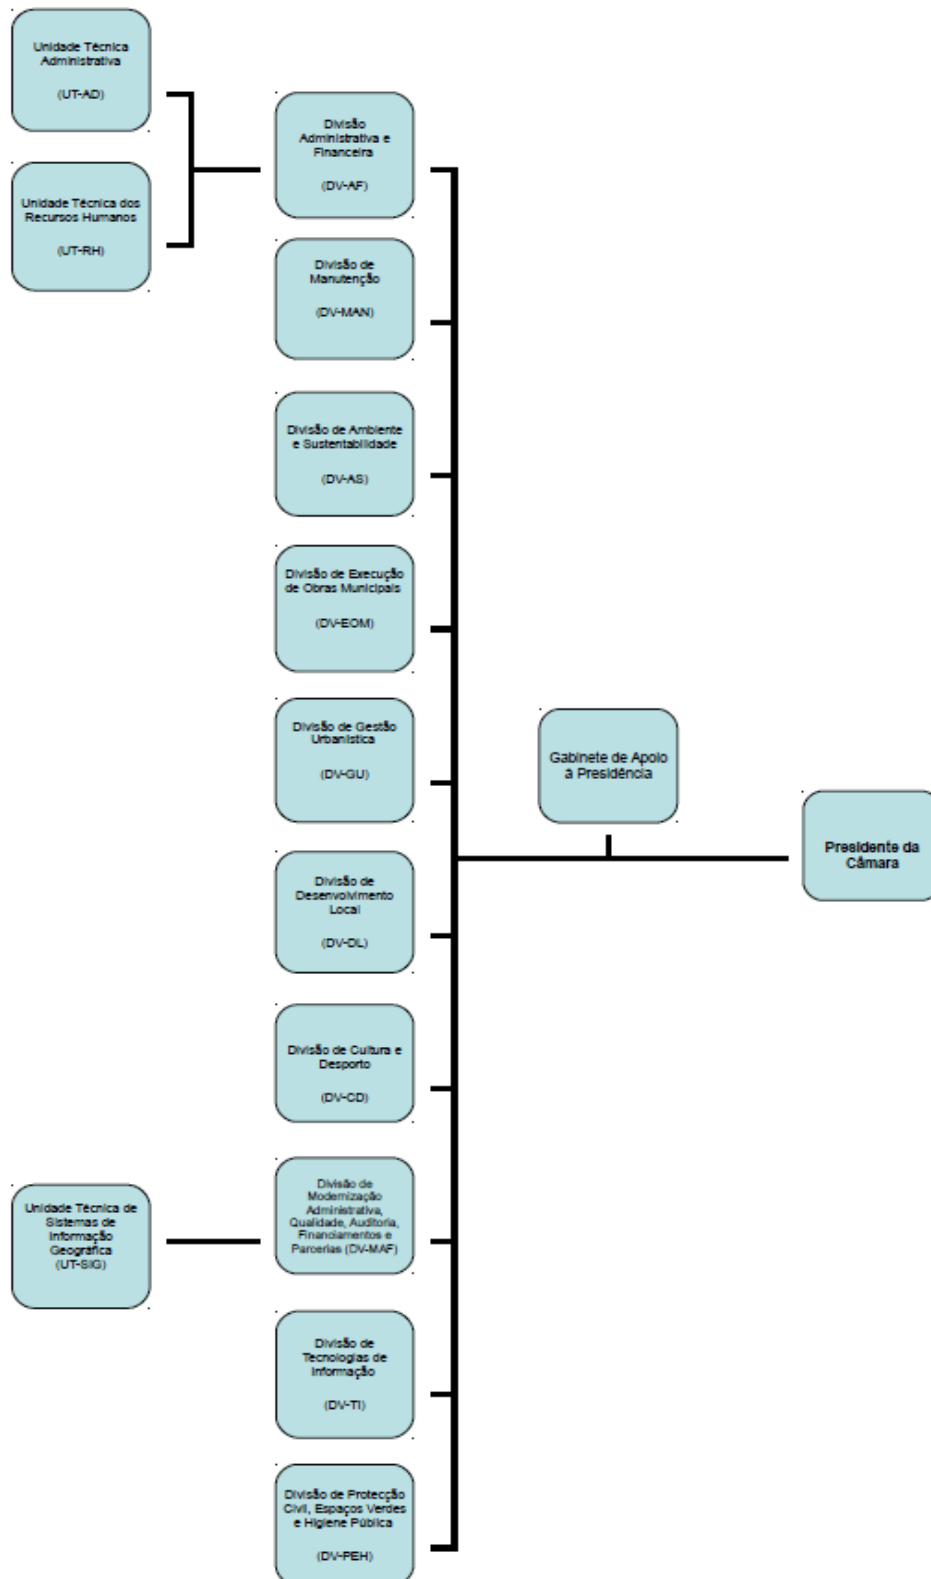 Unidade Técnica
Administrativa
(UT-AD)
Unidade Técnica dos
Recursos Humanos
(UT-RH)
Divisão
Administrativa e
Financeira
(DV-AF)
Divisão de
Manutenção
(DV-MAN)
Divisão de Ambiente
e Sustentabilidade
(DV-AS)
Divisão de Execução
de Obras Municipais
(DV-EOM)
Divisão de Gestão
Urbanística
(DV-GU)
Divisão de
Desenvolvimento
Local
(DV-DL)
Divisão de Cultura e
Desporto
(DV-CD)
Unidade Técnica de
Sistemas de
Informação
Geográfica
(UT-SIG)
Divisão de
Modernização
Administrativa,
Qualidade, Auditoria,
Financiamentos e
Parcerias (DV-MAF)
Divisão de
Tecnologias de
Informação
(DV-TI)
Divisão de Protecção
Civil, Espaços Verdes
e Higiene Pública
(DV-PEH)
Gabinete de Apoio
à Presidência
Presidente da
Câmara